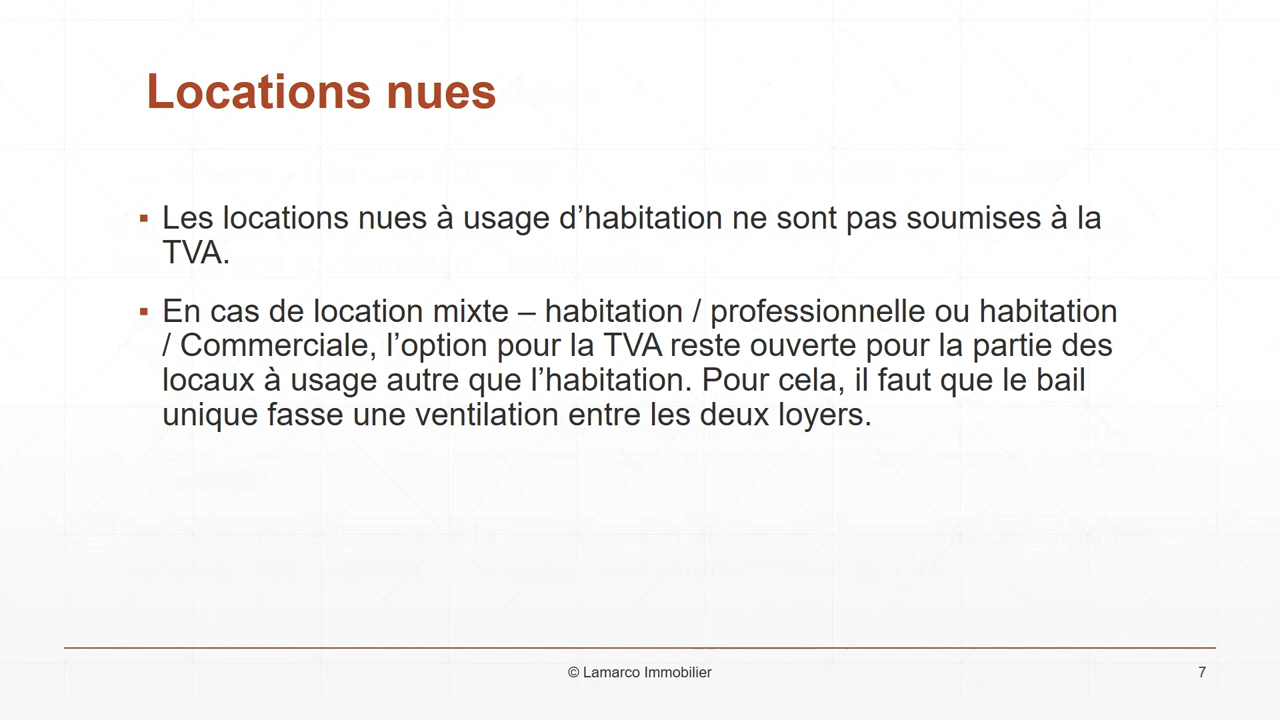 Locations nues
▪ Les locations nues à usage d’habitation ne sont pas soumises à la
TVA.
▪ En cas de location mixte – habitation / professionnelle ou habitation
/ Commerciale, l’option pour la TVA reste ouverte pour la partie des
locaux à usage autre que l’habitation. Pour cela, il faut que le bail
unique fasse une ventilation entre les deux loyers.
© Lamarco Immobilier
7